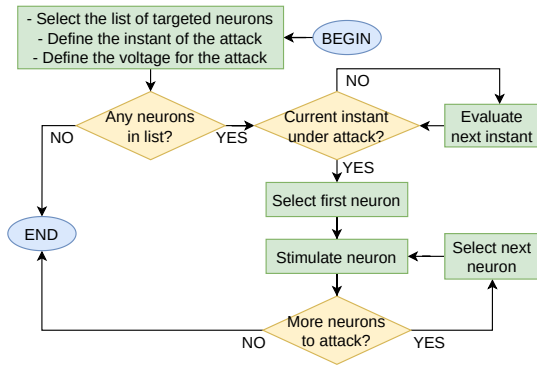 - Select the list of targeted neurons
- Define the instant of the attack
- Define the voltage for the attack
BEGIN
NO
Any neurons
in list?
Current instant
under attack?
Evaluate
next instant
NO
YES
YES
Select first neuron
END
Stimulate neuron
Select next
neuron
More neurons
to attack?
NO
YES